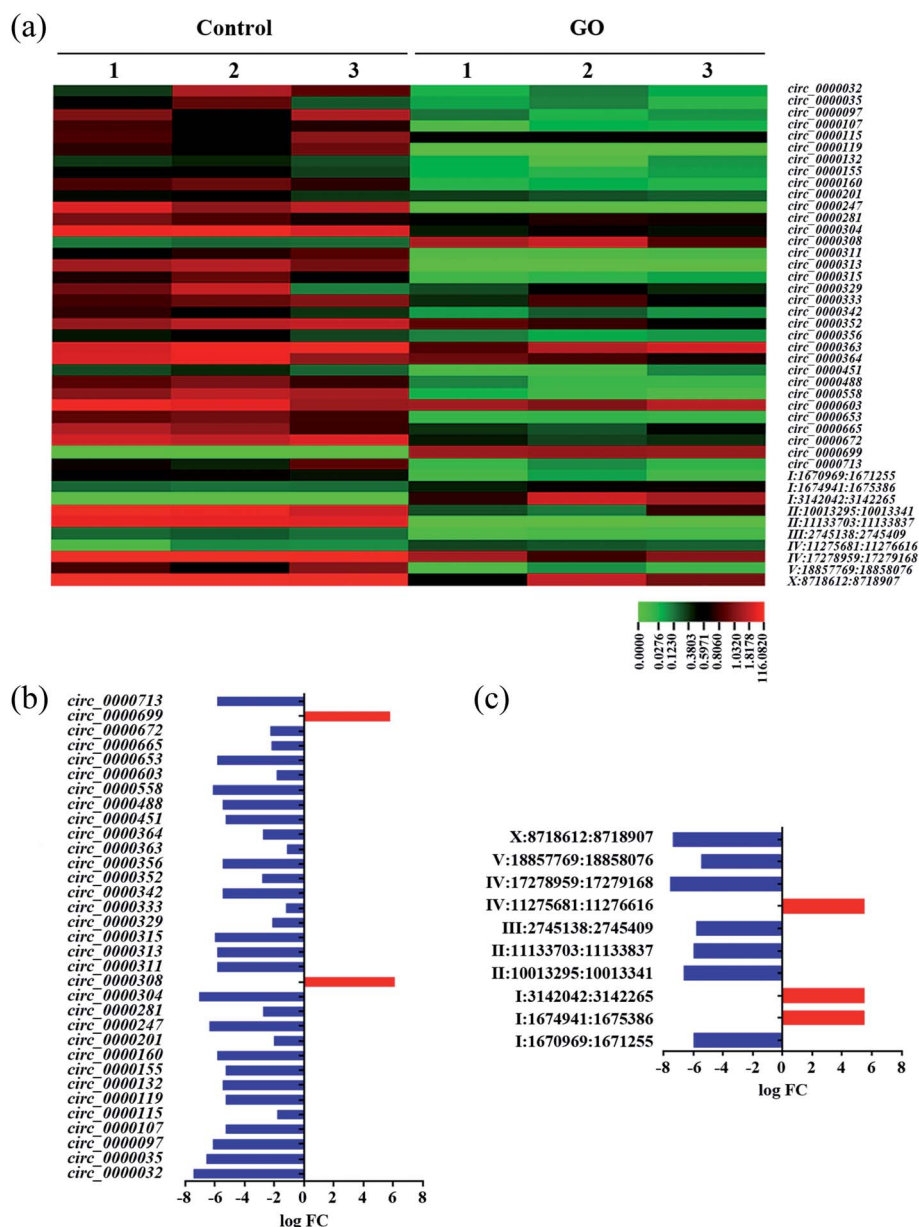 (a)
Control GO
1 2 3 1 2 3
circ_0000032
circ_0000035
circ_0000097
circ_0000107
circ_0000115
circ_0000119
circ_0000132
circ_0000155
circ_0000160
circ_0000201
circ_0000247
circ_0000281
circ_0000304
circ_0000308
circ_0000311
circ_0000313
circ_0000315
circ_0000329
circ_0000333
circ_0000342
circ_0000352
circ_0000356
circ_0000363
circ_0000364
circ_0000451
circ_0000488
circ_0000558
circ_0000603
circ_0000653
circ_0000665
circ_0000672
circ_0000699
circ_0000713
I:1670969:1671255
I:1674941:1675386
I:3142042:3142265
II:10013295:10013341
II:11133703:11133837
III:2745138:2745409
IV:11275681:11276616
IV:17278959:17279168
V:18857769:18858076
X:8718612:8718907
0.0000
0.0276
0.1230
0.3803
0.5971
0.8060
1.0320
1.8178
116.0820
(b)
circ_0000713
circ_0000699
circ_0000672
circ_0000665
circ_0000653
circ_0000603
circ_0000558
circ_0000488
circ_0000451
circ_0000364
circ_0000363
circ_0000356
circ_0000352
circ_0000342
circ_0000333
circ_0000329
circ_0000315
circ_0000313
circ_0000311
circ_0000308
circ_0000304
circ_0000281
circ_0000247
circ_0000201
circ_0000160
circ_0000155
circ_0000132
circ_0000119
circ_0000115
circ_0000107
circ_0000097
circ_0000035
circ_0000032
-8 -6 -4 -2 0 2 4 6 8
log FC
(c)
X:8718612:8718907
V:18857769:18858076
IV:17278959:17279168
IV:11275681:11276616
III:2745138:2745409
II:11133703:11133837
II:10013295:10013341
I:3142042:3142265
I:1674941:1675386
I:1670969:1671255
-8 -6 -4 -2 0 2 4 6 8
log FC